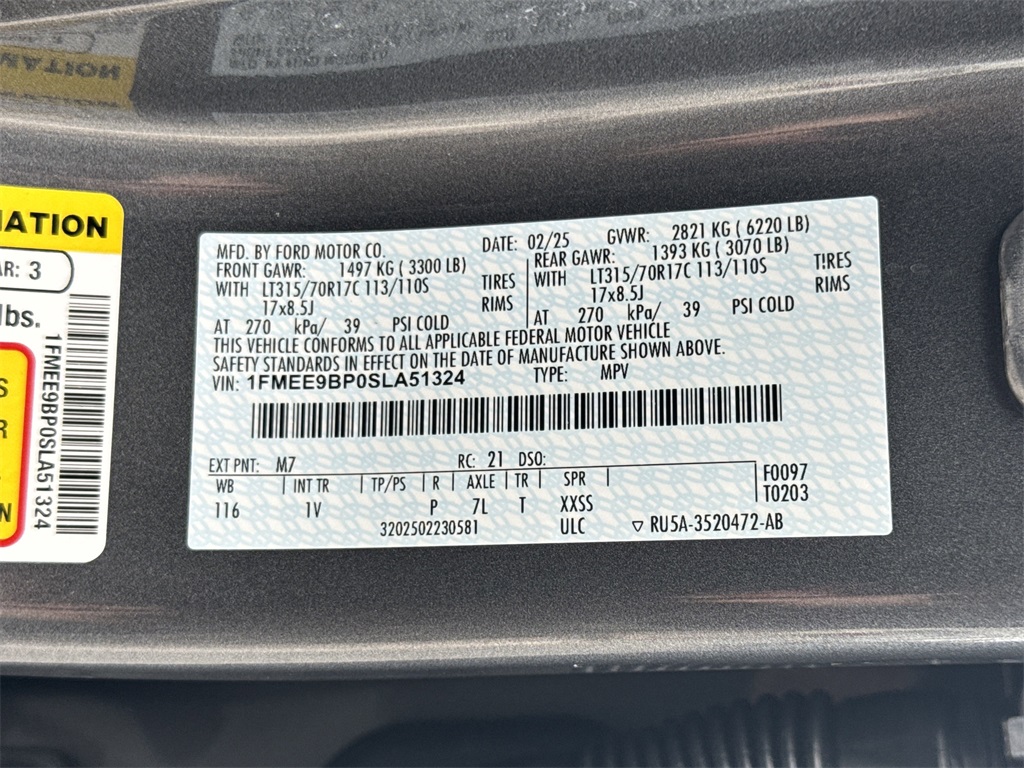 MATION
AR: 3
lbs.
S
R
N
1FMEE9BP0SLA51324
MFD. BY FORD MOTOR CO. DATE: 02/25 GVWR: 2821 KG ( 6220 LB)
FRONT GAWR: 1497 KG ( 3300 LB) REAR GAWR: 1393 KG ( 3070 LB)
WITH LT315/70R17C 113/110S TIRES WITH LT315/70R17C 113/110S TIRES
17x8.5J RIMS 17x8.5J RIMS
AT 270 kPa/ 39 PSI COLD AT 270 kPa/ 39 PSI COLD
THIS VEHICLE CONFORMS TO ALL APPLICABLE FEDERAL MOTOR VEHICLE
SAFETY STANDARDS IN EFFECT ON THE DATE OF MANUFACTURE SHOWN ABOVE.
VIN: 1FMEE9BP0SLA51324 TYPE: MPV
EXT PNT: M7 RC: 21 DSO:
WB INT TR TP/PS R AXLE TR SPR F0097
116 1V P 7L T XXSS T0203
3202502230581 ULC ▽ RU5A-3520472-AB